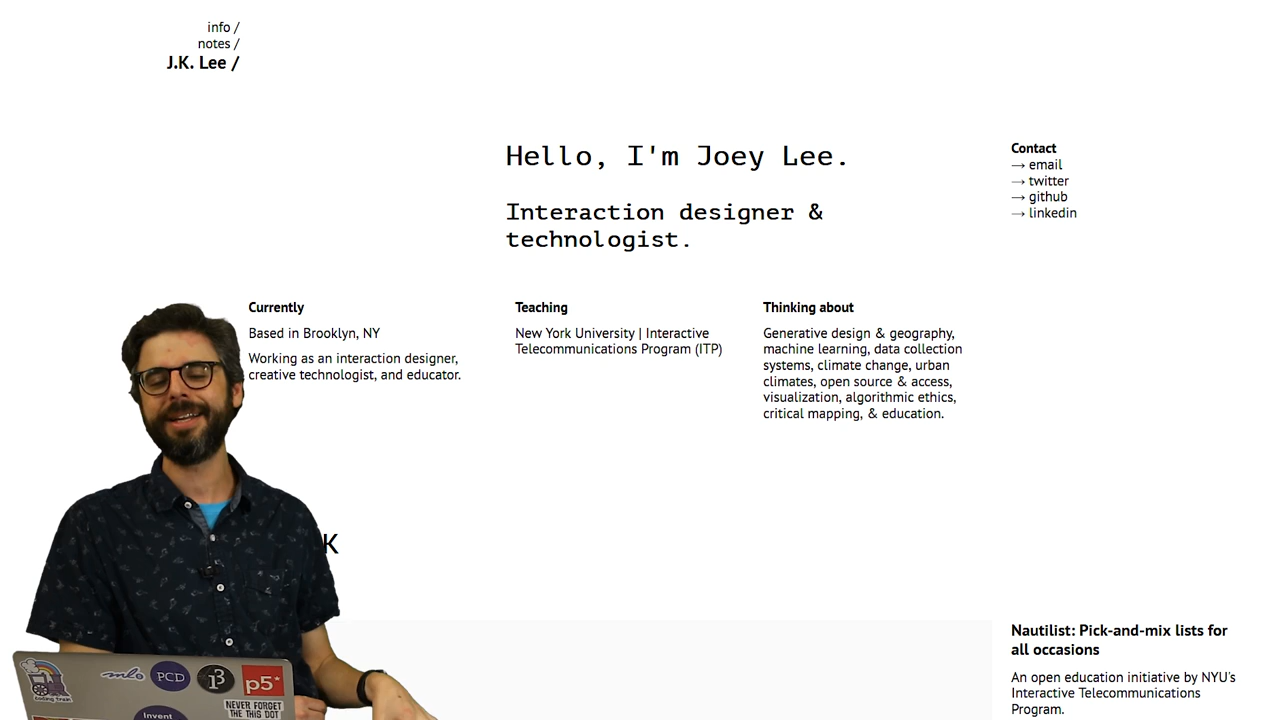 info /
notes /
J.K. Lee /
Hello, I'm Joey Lee.
Interaction designer &
technologist.
Contact
→ email
→ twitter
→ github
→ linkedin
Currently
Based in Brooklyn, NY
Working as an interaction designer,
creative technologist, and educator.
Teaching
New York University | Interactive
Telecommunications Program (ITP)
Thinking about
Generative design & geography,
machine learning, data collection
systems, climate change, urban
climates, open source & access,
visualization, algorithmic ethics,
critical mapping, & education.
K
Nautilist: Pick-and-mix lists for
all occasions
An open education initiative by NYU's
Interactive Telecommunications
Program.
coding train
PCD
p5*
NEVER FORGET
THE THIS DOT
Invent